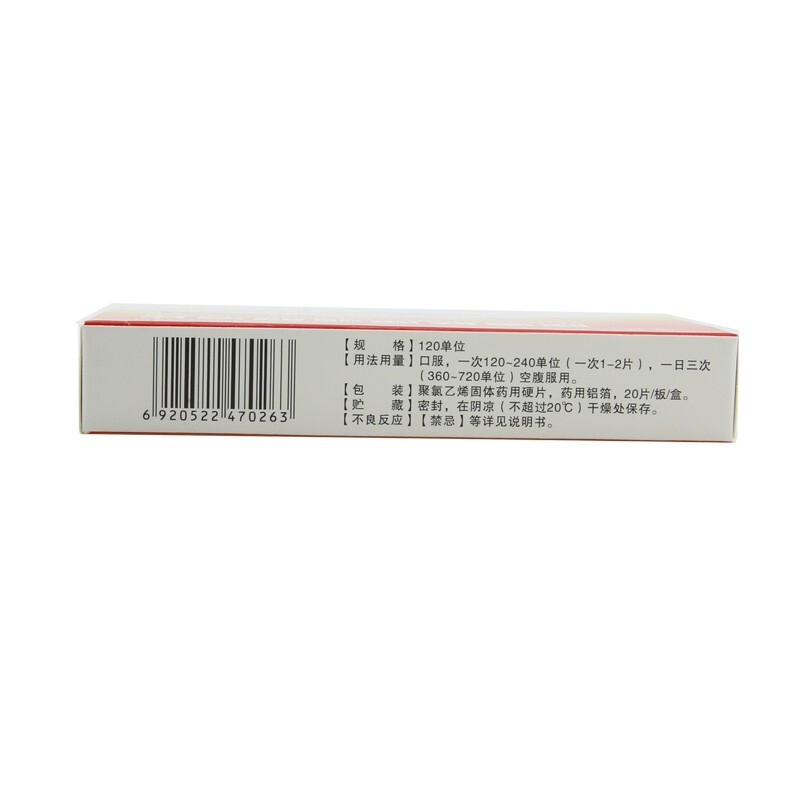 【规　　格】120单位
【用法用量】口服，一次120~240单位（一次1-2片），一日三次
（360~720单位）空腹服用。
【包　　装】聚氯乙烯固体药用硬片，药用铝箔，20片/板/盒。
【贮　　藏】密封，在阴凉（不超过20℃）干燥处保存。
【不良反应】【禁忌】等详见说明书。
6 920522 470263